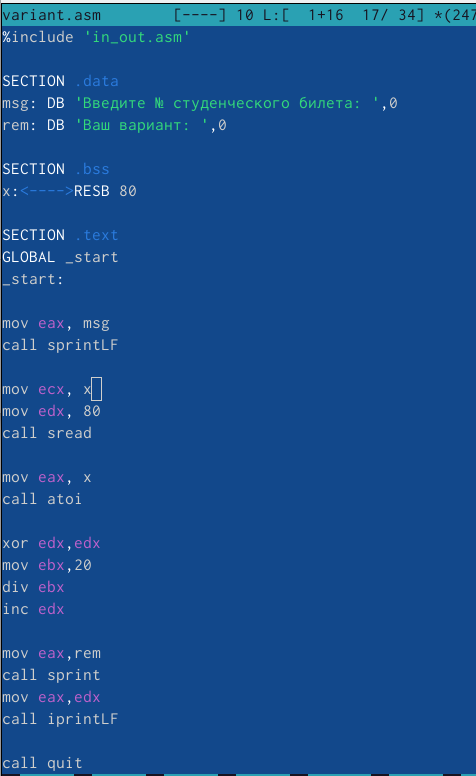 variant.asm [----] 10 L:[ 1+16 17/ 34] *(247
%include 'in_out.asm'
SECTION .data
msg: DB 'Введите № студенческого билета: ',0
rem: DB 'Ваш вариант: ',0
SECTION .bss
x:<---->RESB 80
SECTION .text
GLOBAL _start
_start:
mov eax, msg
call sprintLF
mov ecx, x
mov edx, 80
call sread
mov eax, x
call atoi
xor edx,edx
mov ebx,20
div ebx
inc edx
mov eax,rem
call sprint
mov eax,edx
call iprintLF
call quit